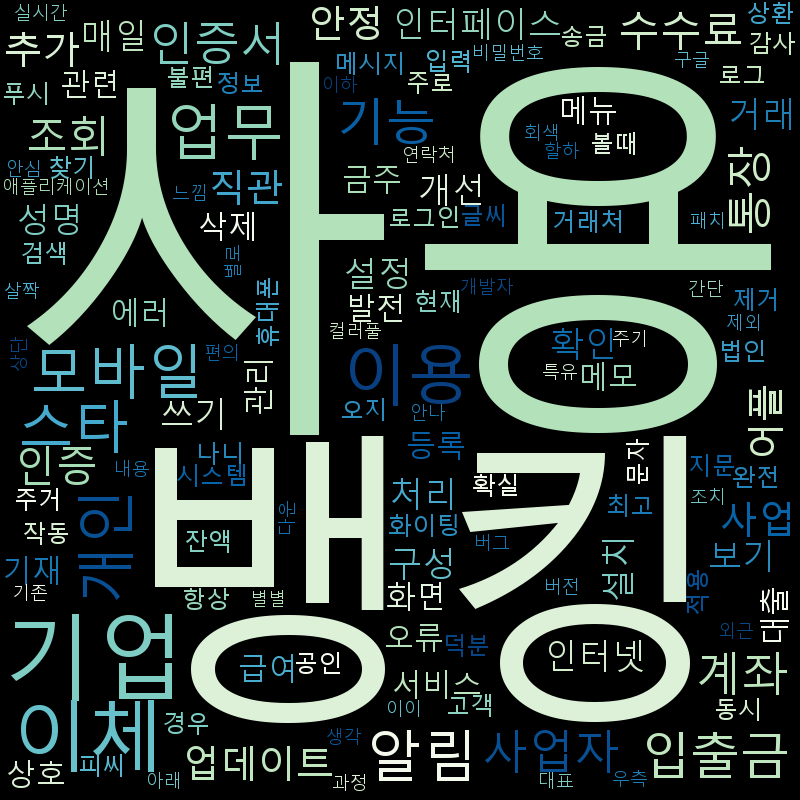 실시간
추가
매일
인증서
안정
인터페이스
송금
수수료
상환
감사
푸시
관련
불편
정보
메시지
입력
비밀번호
구글
로그
이하
주로
조회
업무
기능
메뉴
회색
할하
볼때
거래
안심
찾기
애플리케이션
느낌
직관
연락처
금주
개선
통장
성명
삭제
로그인
글씨
거래처
패치
검색
별로
사용
설정
개발자
살짝
에러
휴대폰
발전
현재
간단
제거
제외
컬러풀
상단
편의
모바일
관리
이용
확인
주기
법인
특유
메모
스타
쓰기
오지
안나
어플
인증
나니
등록
문자
지문
내용
시스템
완전
주거
개인
뱅킹
처리
확실
최고
조치
사업
작동
잔액
다운
화이팅
기재
구성
버그
보기
설치
적용
기존
항상
별별
화면
버전
대출
기업
오류
덕분
외근
급여
공인
인터넷
계좌
이체
서비스
고객
이이
동시
경우
생각
알림
사업자
입출금
상호
피씨
업데이트
아래
과정
대표
우측